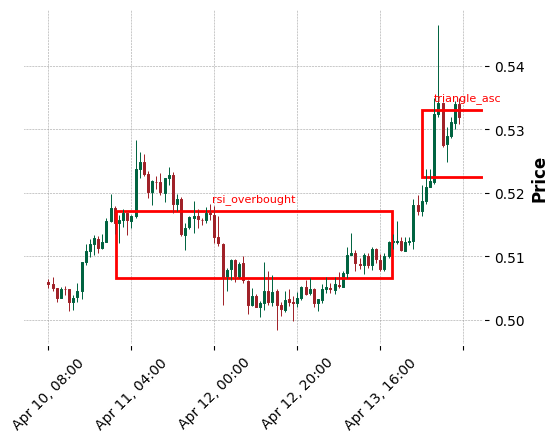 0.54
triangle_asc
0.53
Price
0.52
rsi_overbought
0.51
0.50
Apr 10, 08:00
Apr 11, 04:00
Apr 12, 00:00
Apr 12, 20:00
Apr 13, 16:00